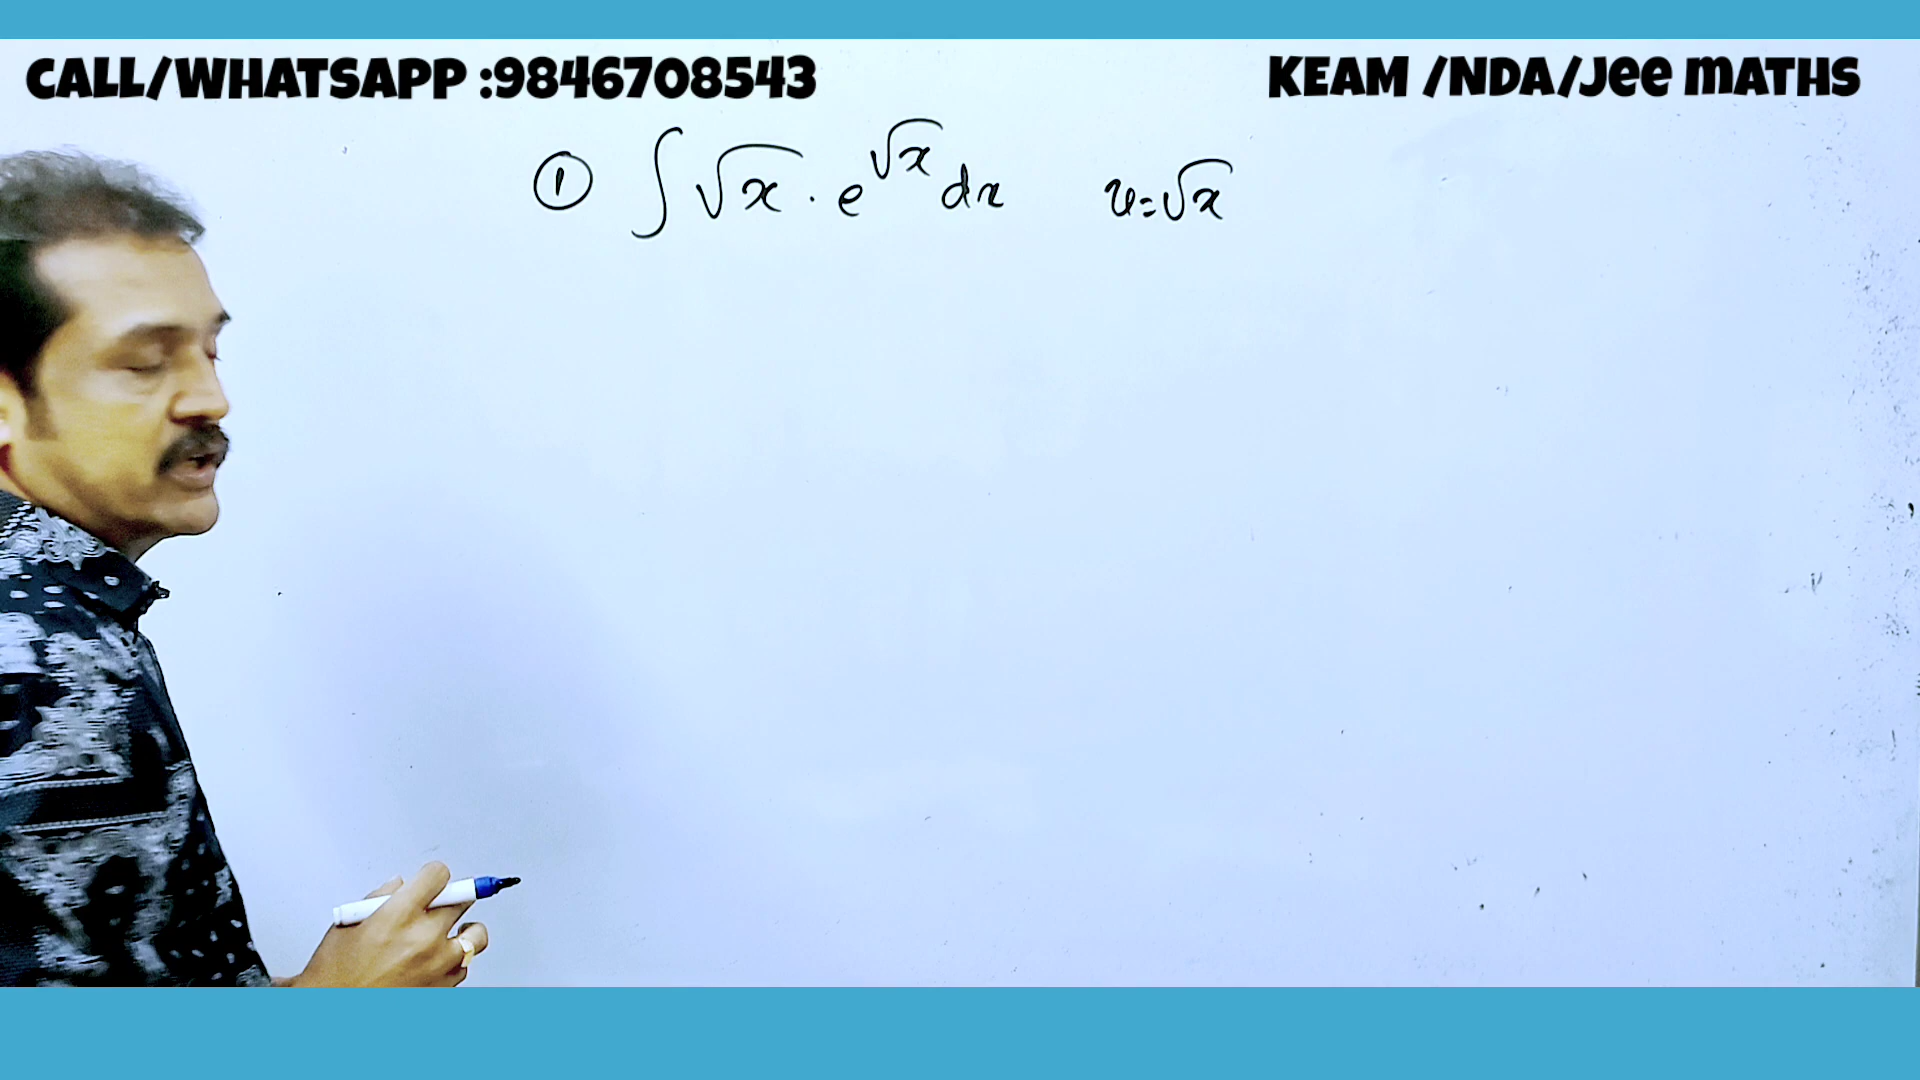 CALL/WHATSAPP :9846708543
KEAM /NDA/Jee MATHS
① ∫ √x . e^√x dx u=√x